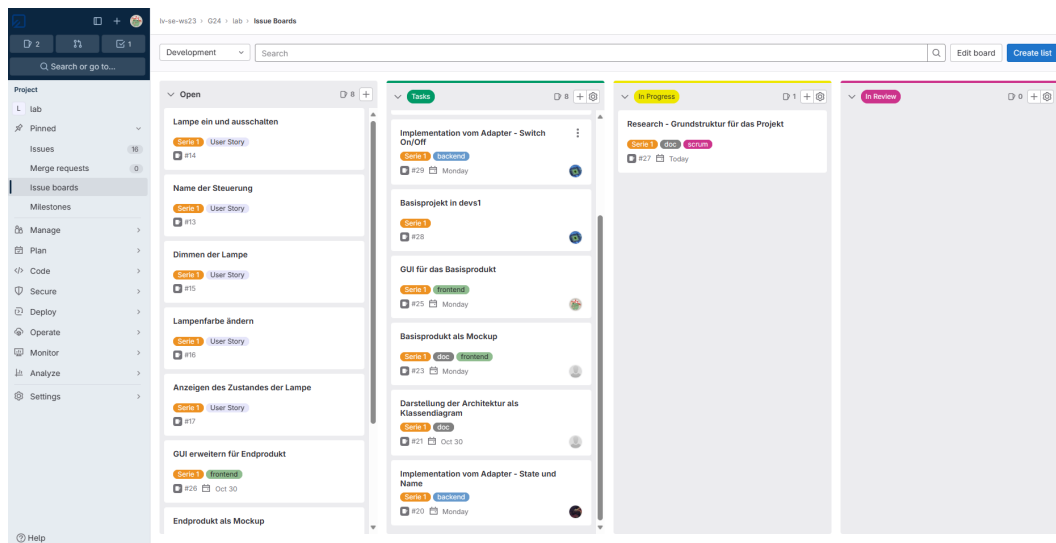 lv-se-ws23 › G24 › lab › Issue Boards
2
1
Search or go to...
Development
Search
Edit board
Create list
Project
L lab
Pinned
Issues 16
Merge requests 0
Issue boards
Milestones
Manage
Plan
Code
Secure
Deploy
Operate
Monitor
Analyze
Settings
Help
Open 8
Lampe ein und ausschalten
Serie 1 User Story
#14
Name der Steuerung
Serie 1 User Story
#13
Dimmen der Lampe
Serie 1 User Story
#15
Lampenfarbe ändern
Serie 1 User Story
#16
Anzeigen des Zustandes der Lampe
Serie 1 User Story
#17
GUI erweitern für Endprodukt
Serie 1 frontend
#26 Oct 30
Endprodukt als Mockup
Tasks 8
Implementation vom Adapter - Switch
On/Off
Serie 1 backend
#29 Monday
Basisprojekt in devs1
Serie 1
#28
GUI für das Basisprodukt
Serie 1 frontend
#25 Monday
Basisprodukt als Mockup
Serie 1 doc frontend
#23 Monday
Darstellung der Architektur als
Klassendiagram
Serie 1 doc
#21 Oct 30
Implementation vom Adapter - State und
Name
Serie 1 backend
#20 Monday
In Progress 1
Research - Grundstruktur für das Projekt
Serie 1 doc scrum
#27 Today
In Review 0